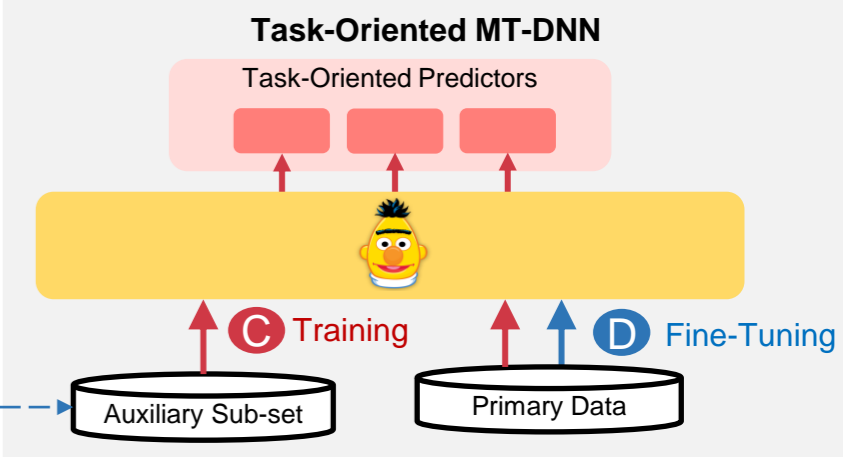 Task-Oriented MT-DNN
Task-Oriented Predictors
C Training
D Fine-Tuning
Auxiliary Sub-set
Primary Data